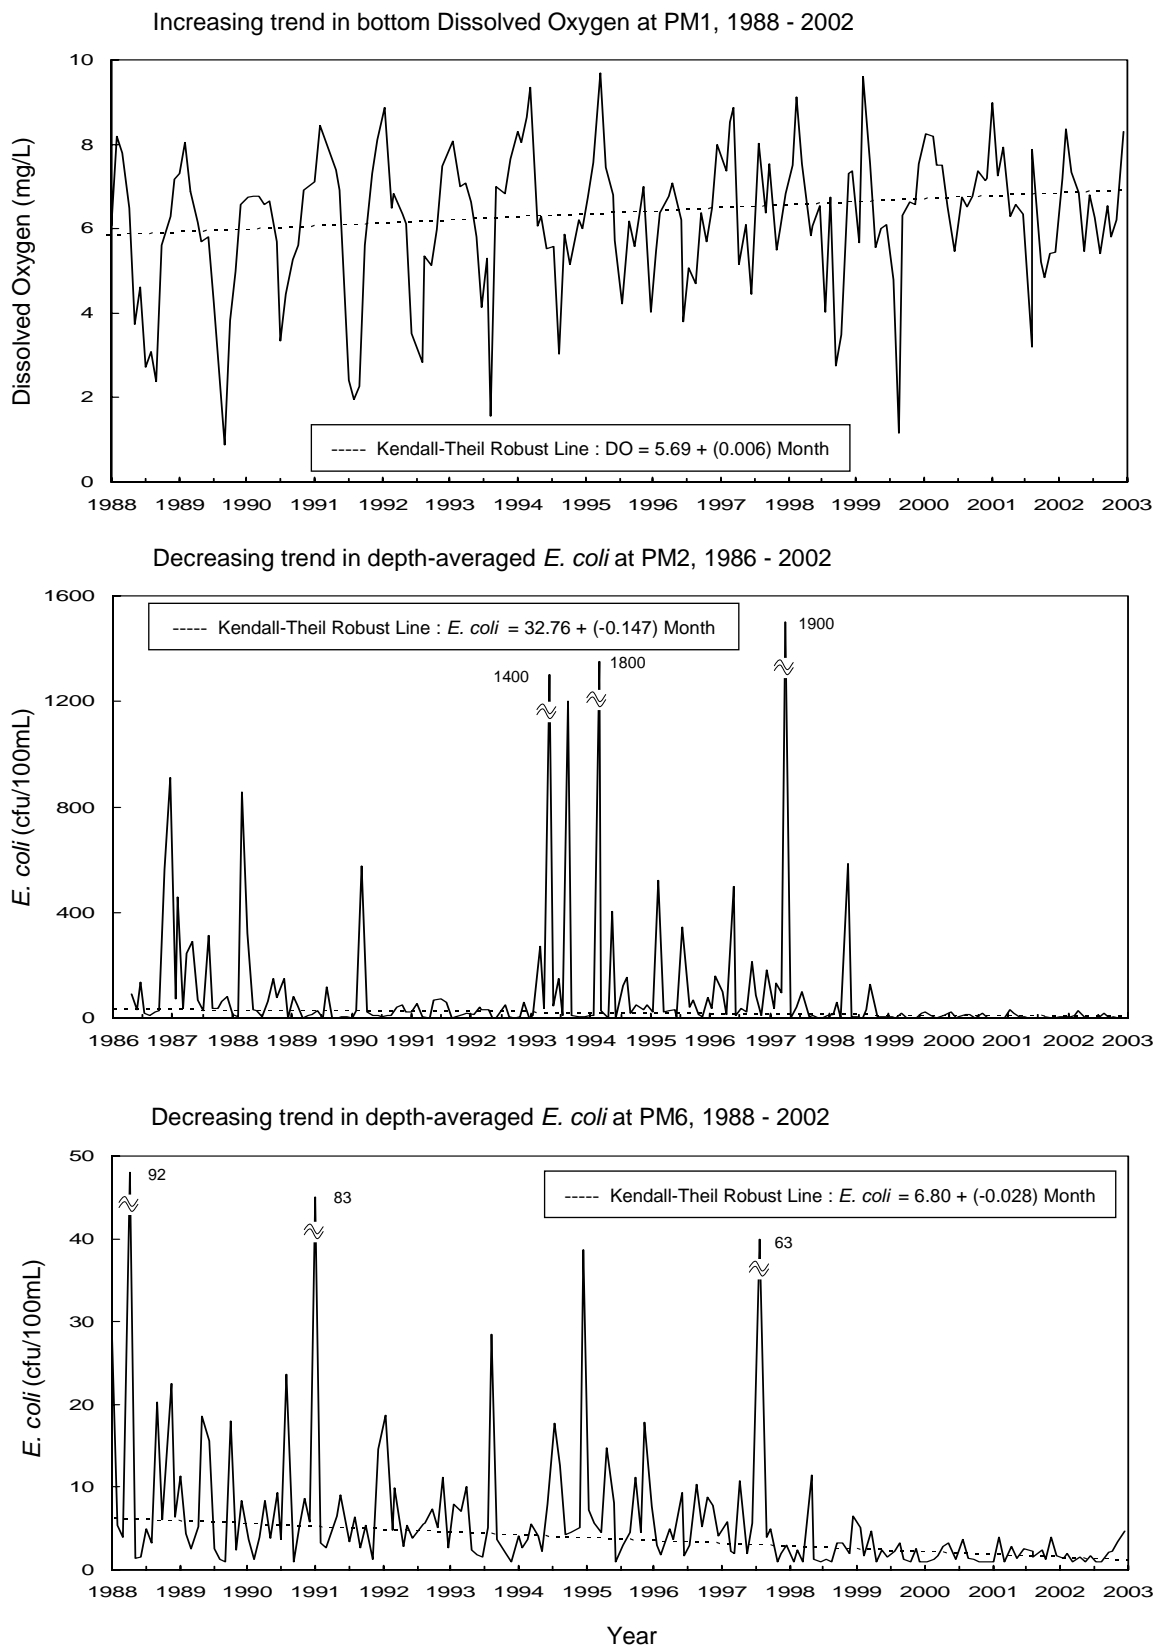 Increasing trend in bottom Dissolved Oxygen at PM1, 1988 - 2002
10
8
6
4
2
0
Dissolved Oxygen (mg/L)
----- Kendall-Theil Robust Line : DO = 5.69 + (0.006) Month
1988 1989 1990 1991 1992 1993 1994 1995 1996 1997 1998 1999 2000 2001 2002 2003
Decreasing trend in depth-averaged E. coli at PM2, 1986 - 2002
1600
1200
800
400
0
E. coli (cfu/100mL)
----- Kendall-Theil Robust Line : E. coli = 32.76 + (-0.147) Month
1400
1800
1900
1986 1987 1988 1989 1990 1991 1992 1993 1994 1995 1996 1997 1998 1999 2000 2001 2002 2003
Decreasing trend in depth-averaged E. coli at PM6, 1988 - 2002
50
40
30
20
10
0
E. coli (cfu/100mL)
92
83
63
----- Kendall-Theil Robust Line : E. coli = 6.80 + (-0.028) Month
1988 1989 1990 1991 1992 1993 1994 1995 1996 1997 1998 1999 2000 2001 2002 2003
Year